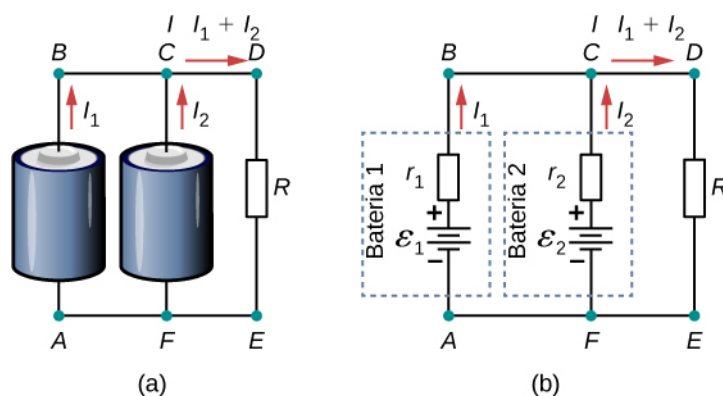 I I₁ + I₂
B C D
I₁ I₂
R
A F E
(a)
I I₁ + I₂
B C D
I₁ I₂
Bateria 1 r₁ + ε₁ −
Bateria 2 r₂ + ε₂ −
R
A F E
(b)